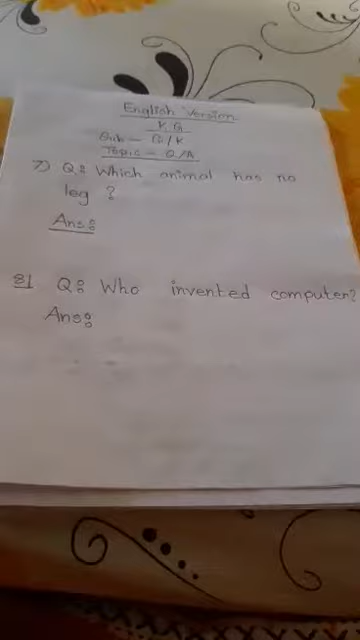 English Version
K.G
Sub - G/K
Topic - Q/A
7) Q: Which animal has no
leg ?
Ans:
8) Q: Who invented computer?
Ans: